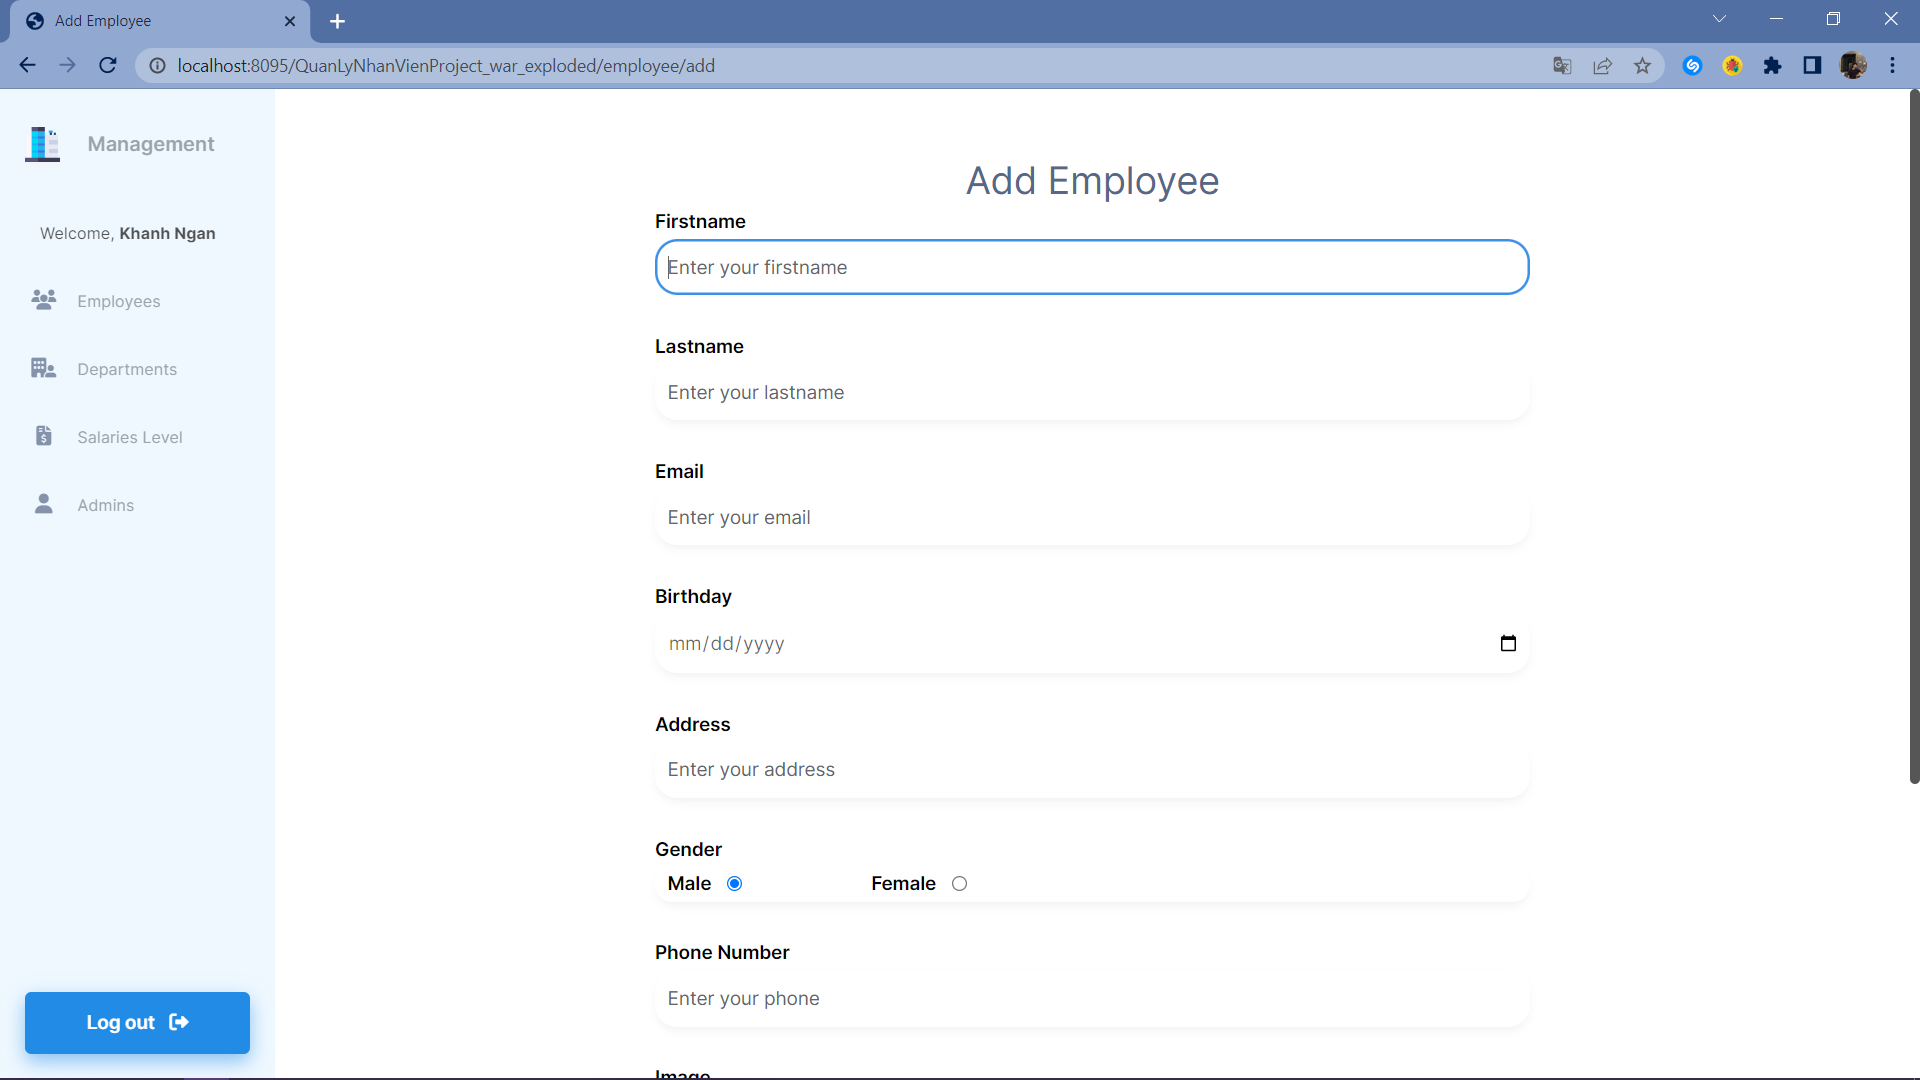 Add Employee
localhost:8095/QuanLyNhanVienProject_war_exploded/employee/add
Management
Welcome, Khanh Ngan
Employees
Departments
Salaries Level
Admins
Log out
Add Employee
Firstname
Enter your firstname
Lastname
Enter your lastname
Email
Enter your email
Birthday
mm/dd/yyyy
Address
Enter your address
Gender
Male Female
Phone Number
Enter your phone
Image